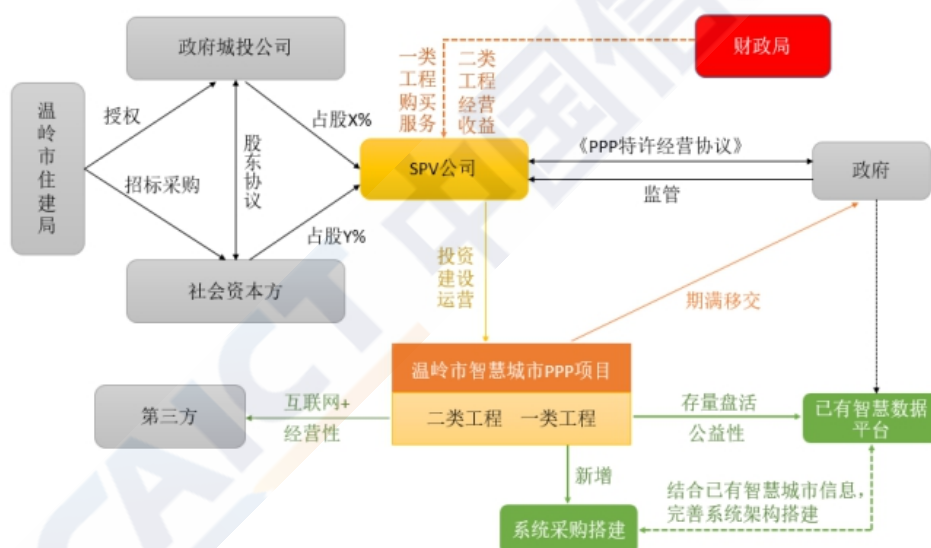 政府城投公司
财政局
一类
工程
购买
服务
二类
工程
经营
收益
温岭市住建局
授权
招标采购
股东协议
占股X%
占股Y%
SPV公司
《PPP特许经营协议》
监管
政府
社会资本方
投资
建设
运营
期满移交
温岭市智慧城市PPP项目
二类工程 一类工程
第三方
互联网+
经营性
存量盘活
公益性
已有智慧数据
平台
新增
系统采购搭建
结合已有智慧城市信息，
完善系统架构搭建
CAICT 中国信